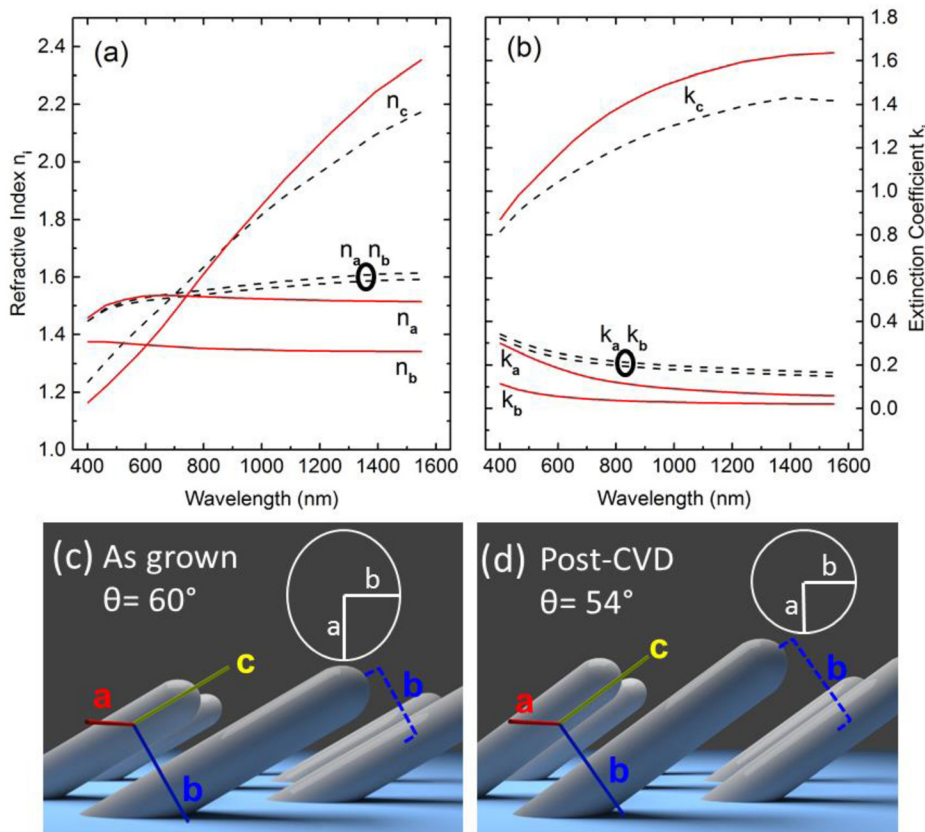 (a)
2.4
2.2
2.0
1.8
1.6
1.4
1.2
1.0
Refractive Index nᵢ
n_c
n_a n_b
n_a
n_b
400 600 800 1000 1200 1400 1600
Wavelength (nm)
(b)
1.8
1.6
1.4
1.2
1.0
0.8
0.6
0.4
0.2
0.0
Extinction Coefficient kᵢ
k_c
k_a k_b
k_a
k_b
400 600 800 1000 1200 1400 1600
Wavelength (nm)
(c) As grown
θ= 60°
b
a
c
a
b
b
(d) Post-CVD
θ= 54°
b
a
c
a
b
b